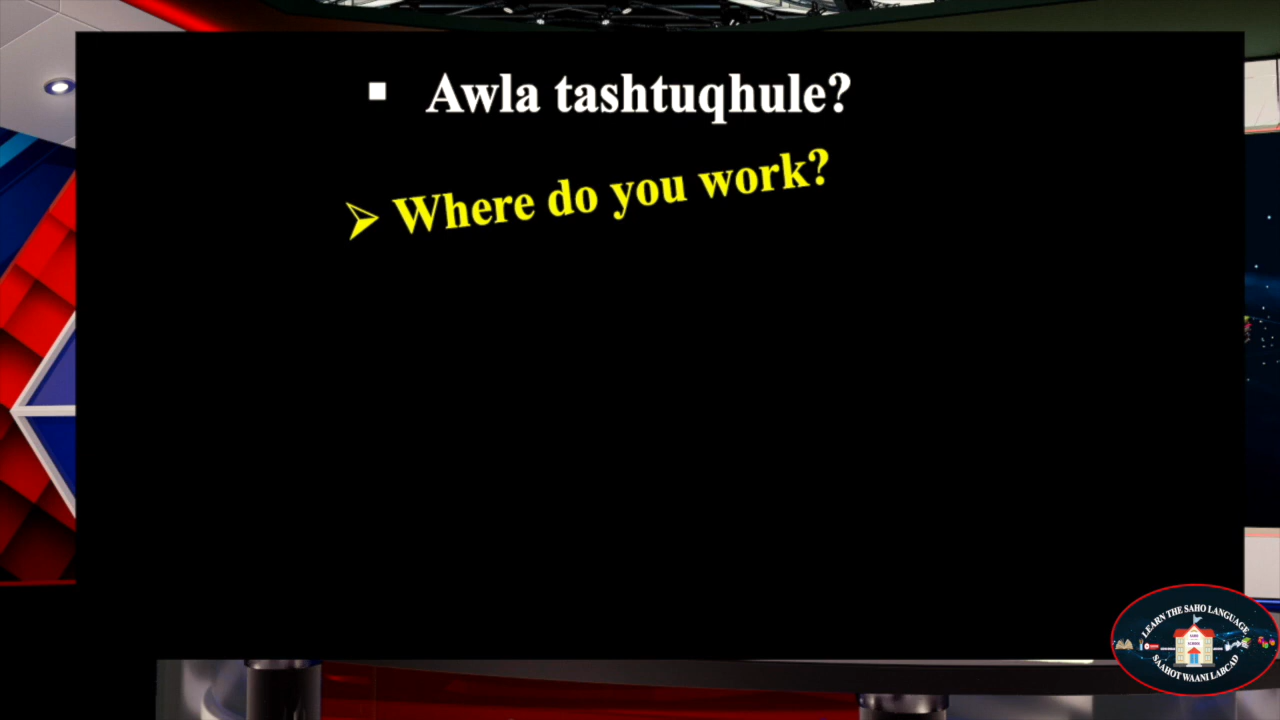 ▪ Awla tashtuqhule?
➢ Where do you work?
LEARN THE SAHO LANGUAGE
SAAHOT WAANI LABCAD